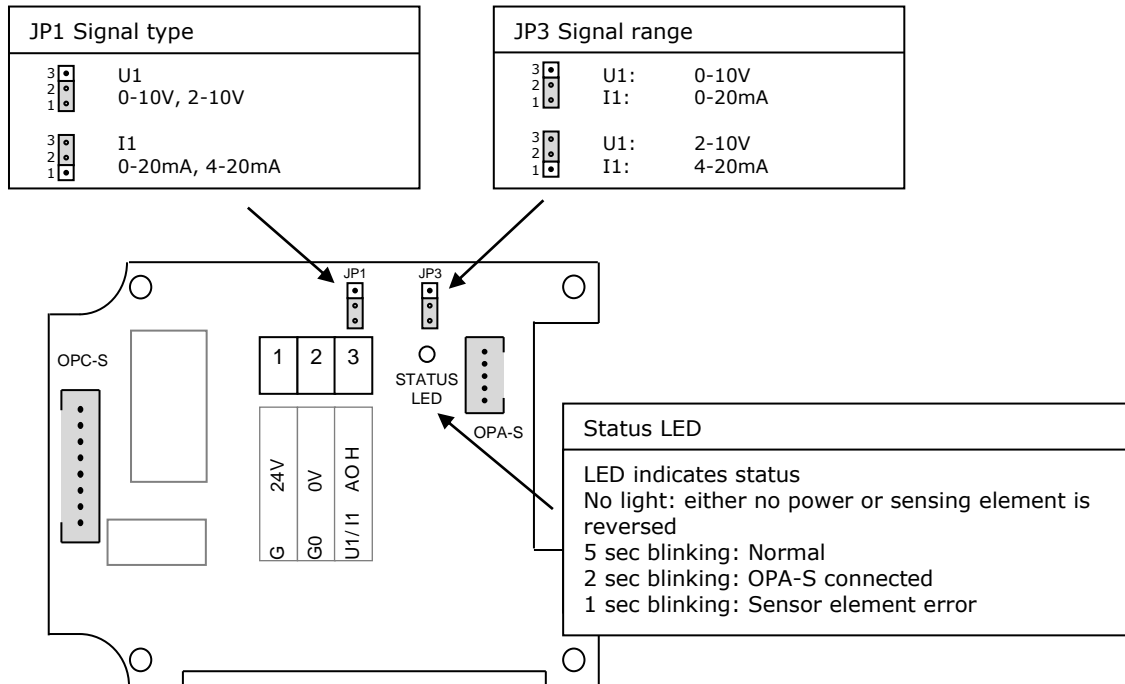 JP1 Signal type
3
2
1
U1
0-10V, 2-10V
3
2
1
I1
0-20mA, 4-20mA
JP3 Signal range
3
2
1
U1: 0-10V
I1: 0-20mA
3
2
1
U1: 2-10V
I1: 4-20mA
JP1
JP3
OPC-S
1 2 3
STATUS
LED
OPA-S
G 24V
G0 0V
U1/ I1 AO H
Status LED
LED indicates status
No light: either no power or sensing element is
reversed
5 sec blinking: Normal
2 sec blinking: OPA-S connected
1 sec blinking: Sensor element error